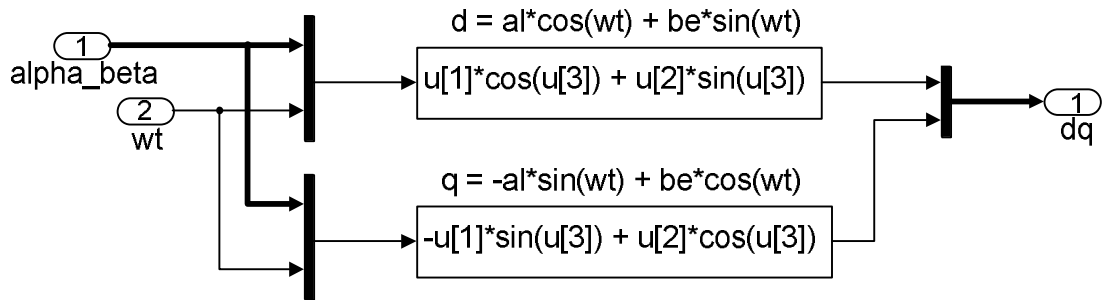 d = al*cos(wt) + be*sin(wt)
1
alpha_beta
u[1]*cos(u[3]) + u[2]*sin(u[3])
2
wt
1
dq
q = -al*sin(wt) + be*cos(wt)
-u[1]*sin(u[3]) + u[2]*cos(u[3])